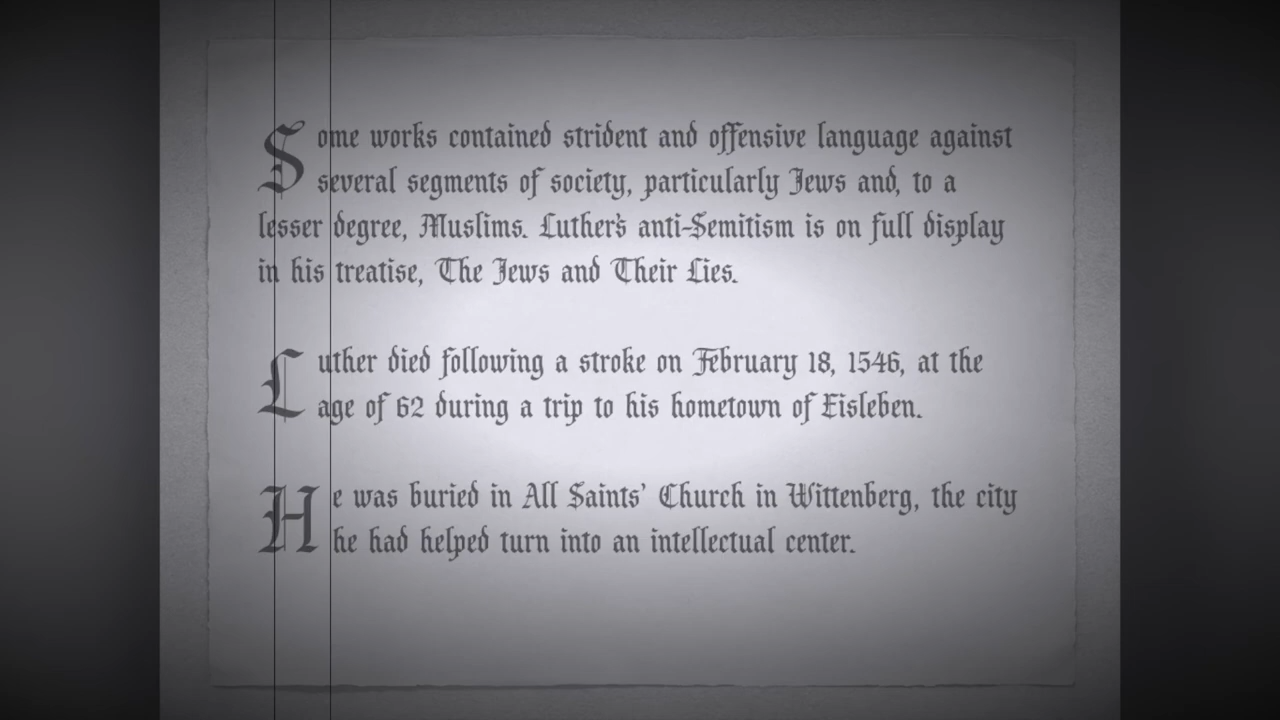 Some works contained strident and offensive language against
several segments of society, particularly Jews and, to a
lesser degree, Muslims. Luther's anti-Semitism is on full display
in his treatise, The Jews and Their Lies.
Luther died following a stroke on February 18, 1546, at the
age of 62 during a trip to his hometown of Eisleben.
He was buried in All Saints' Church in Wittenberg, the city
he had helped turn into an intellectual center.